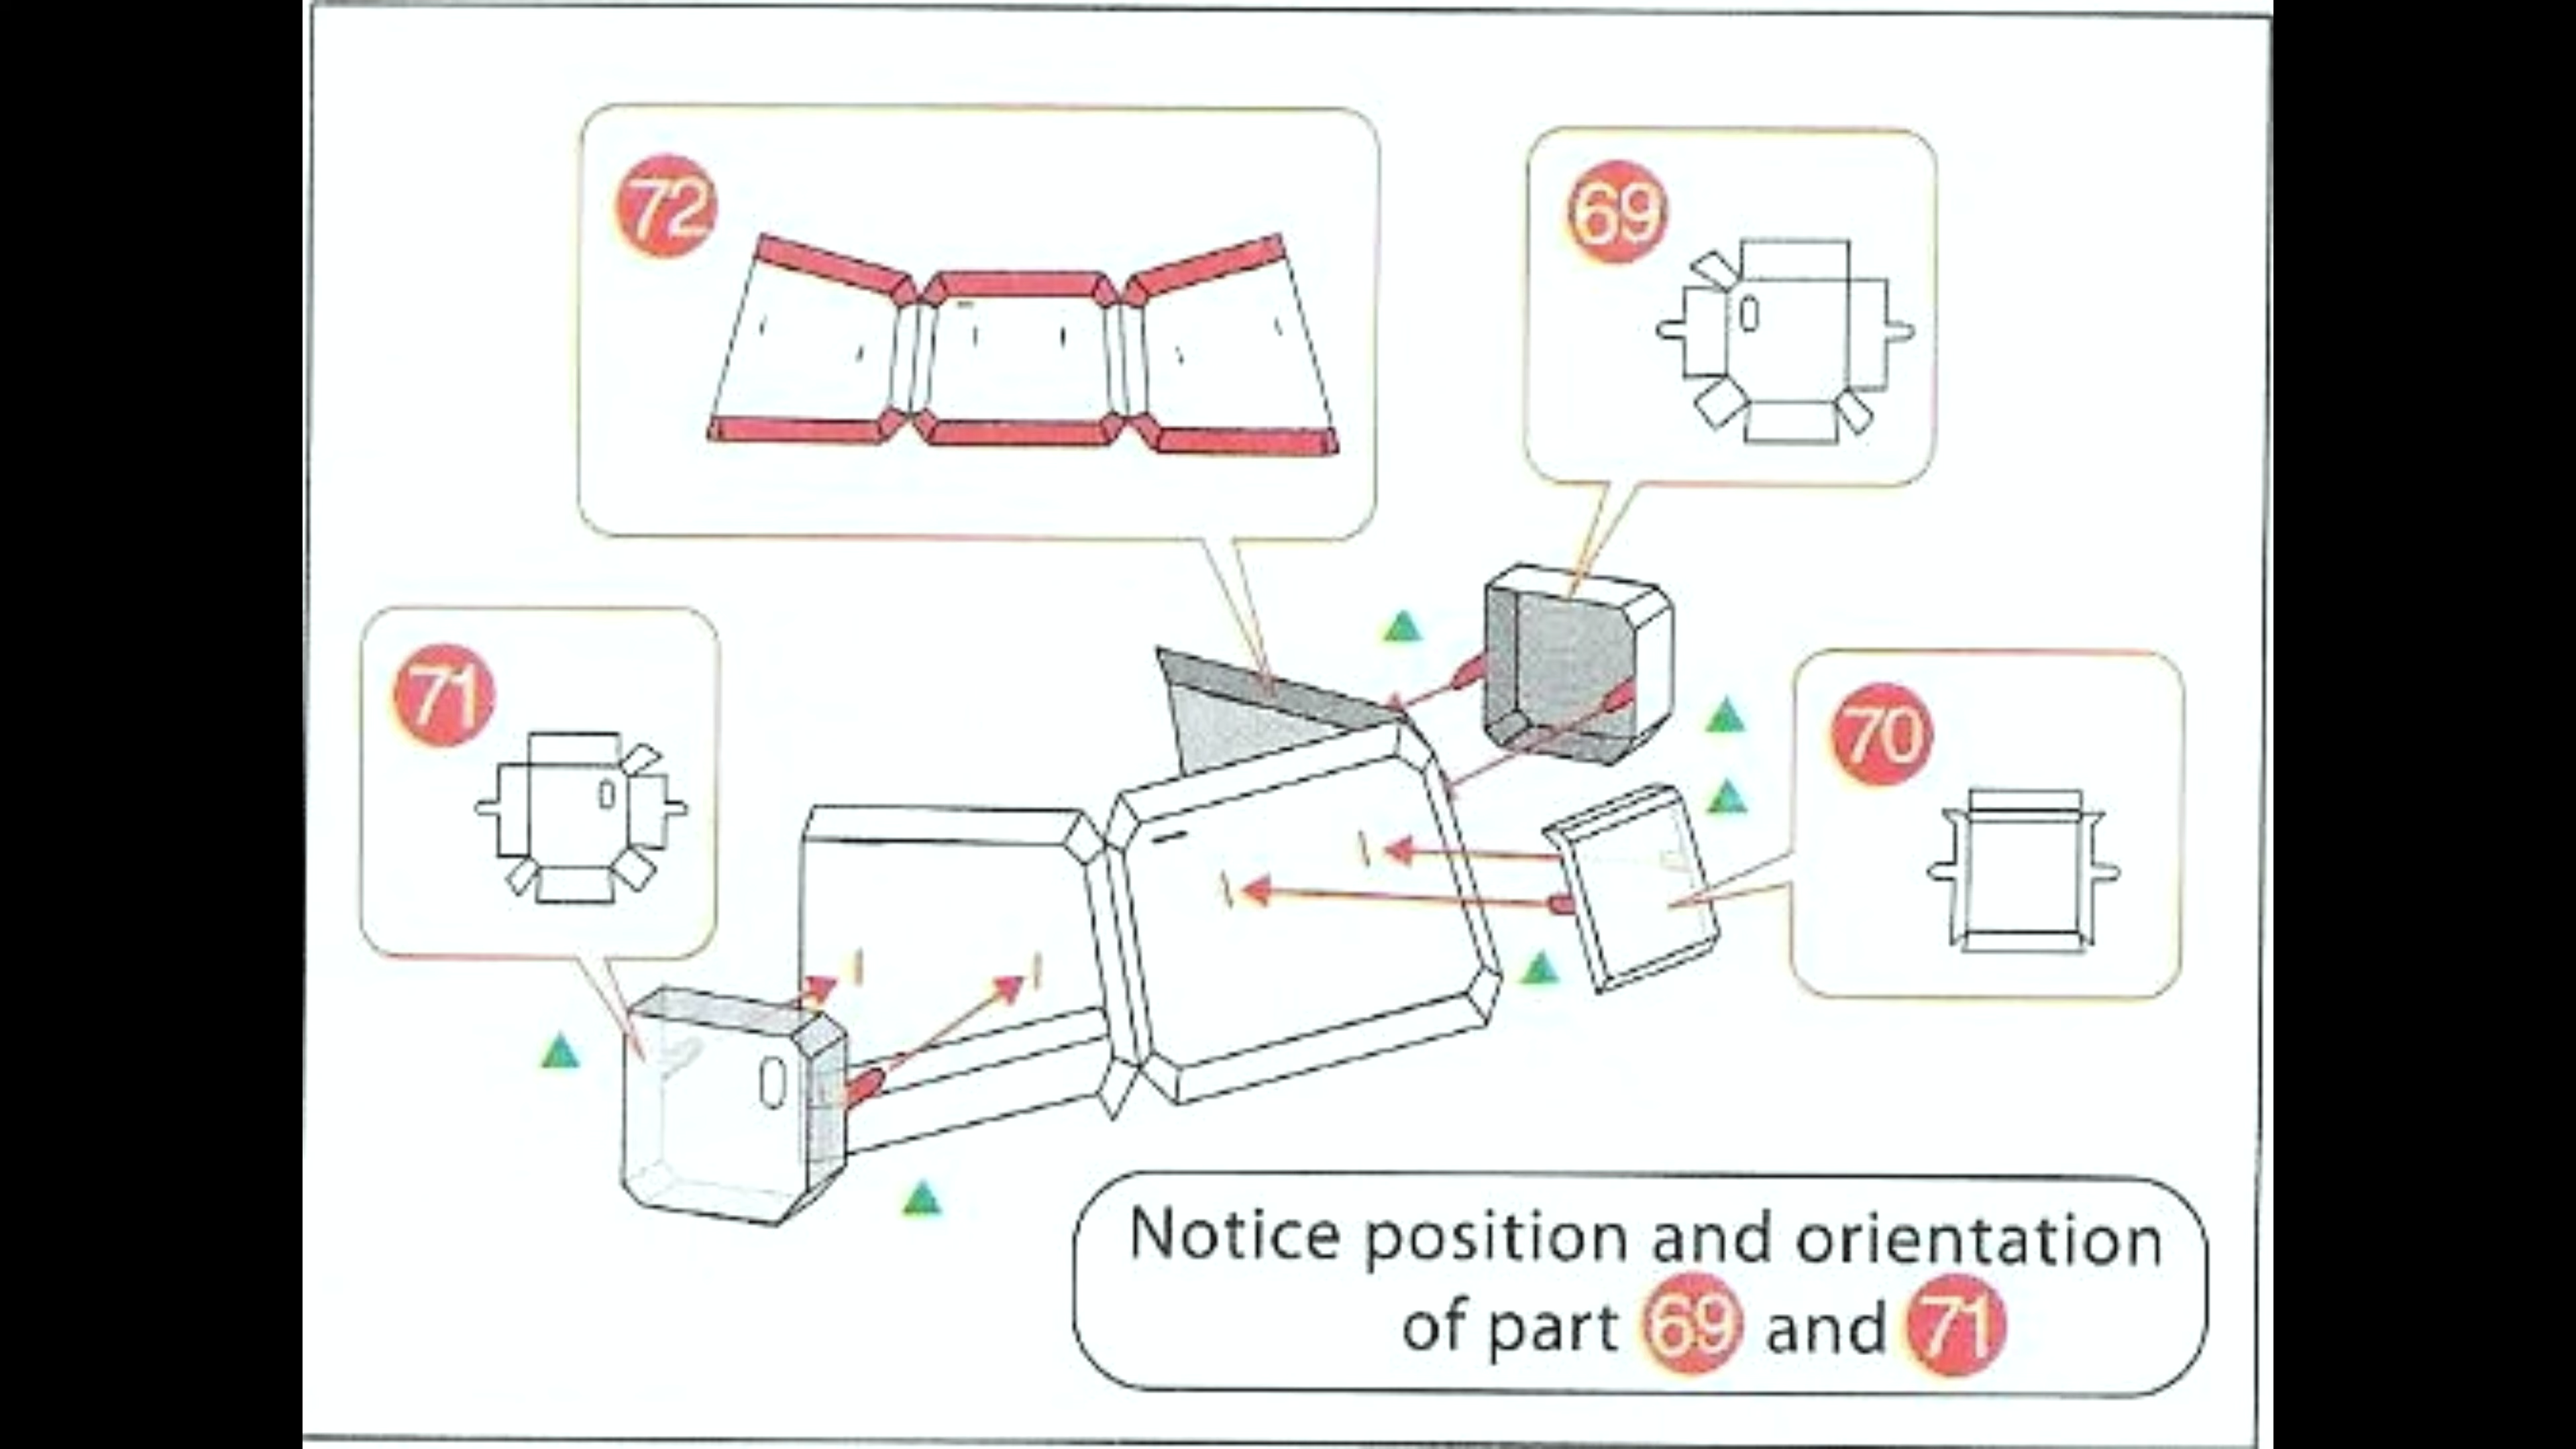 72
69
71
70
Notice position and orientation
of part 69 and 71